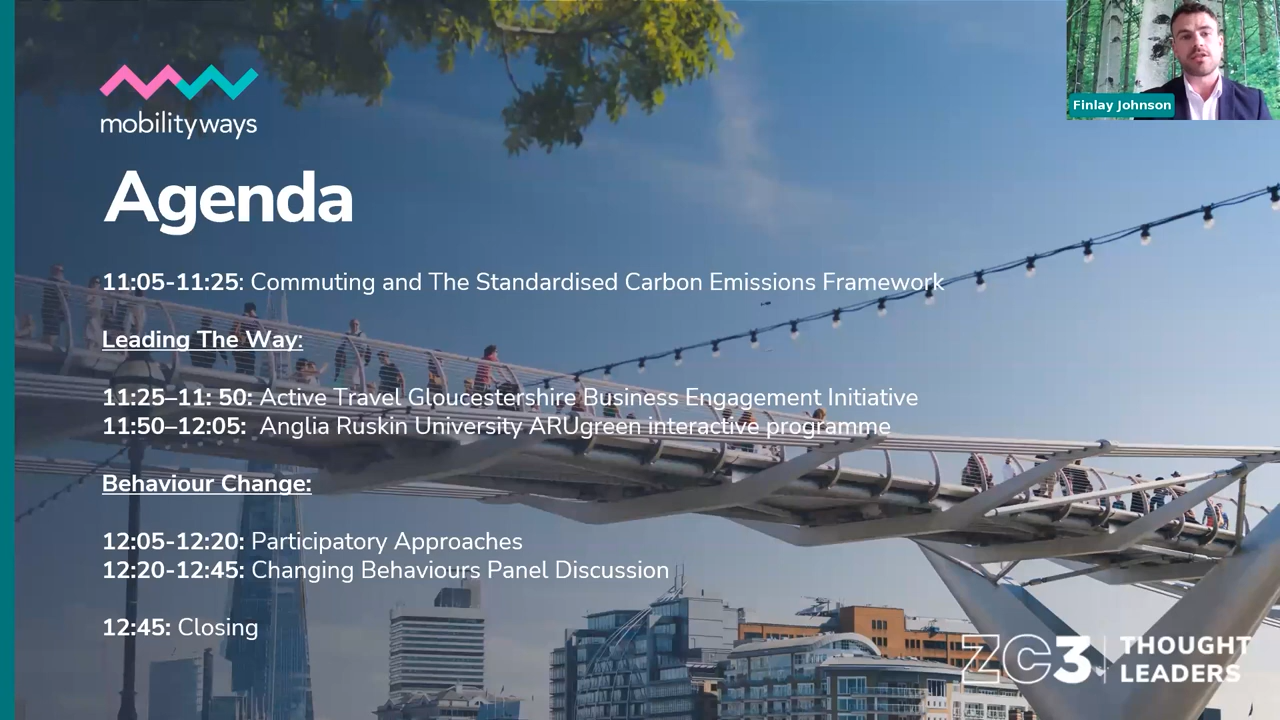 mobilityways
Finlay Johnson
Agenda
11:05-11:25: Commuting and The Standardised Carbon Emissions Framework
Leading The Way:
11:25–11: 50: Active Travel Gloucestershire Business Engagement Initiative
11:50–12:05: Anglia Ruskin University ARUgreen interactive programme
Behaviour Change:
12:05-12:20: Participatory Approaches
12:20-12:45: Changing Behaviours Panel Discussion
12:45: Closing
ZC3 | THOUGHT
LEADERS